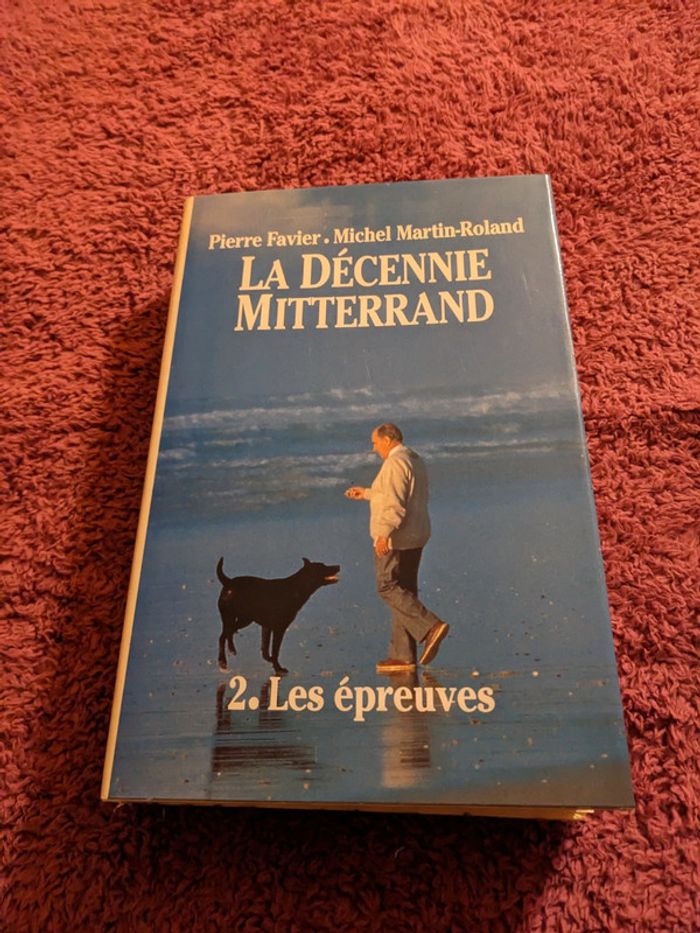 Pierre Favier. Michel Martin-Roland
LA DÉCENNIE
MITTERRAND
2. Les épreuves